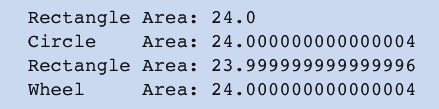 Rectangle Area: 24.0
Circle    Area: 24.000000000000004
Rectangle Area: 23.999999999999996
Wheel     Area: 24.000000000000004